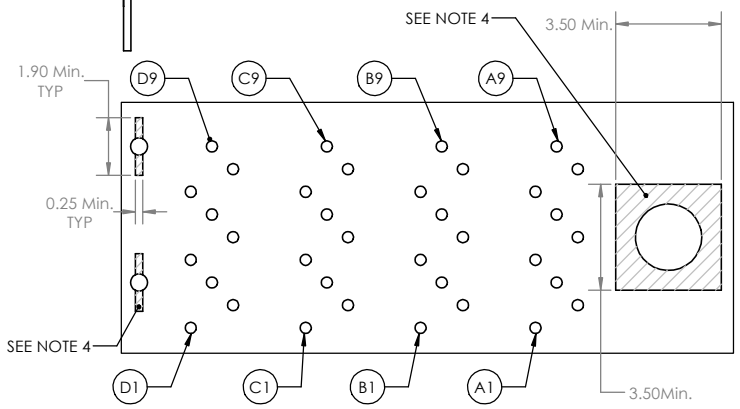 SEE NOTE 4
3.50 Min.
1.90 Min.
TYP
D9
C9
B9
A9
0.25 Min.
TYP
SEE NOTE 4
D1
C1
B1
A1
3.50Min.